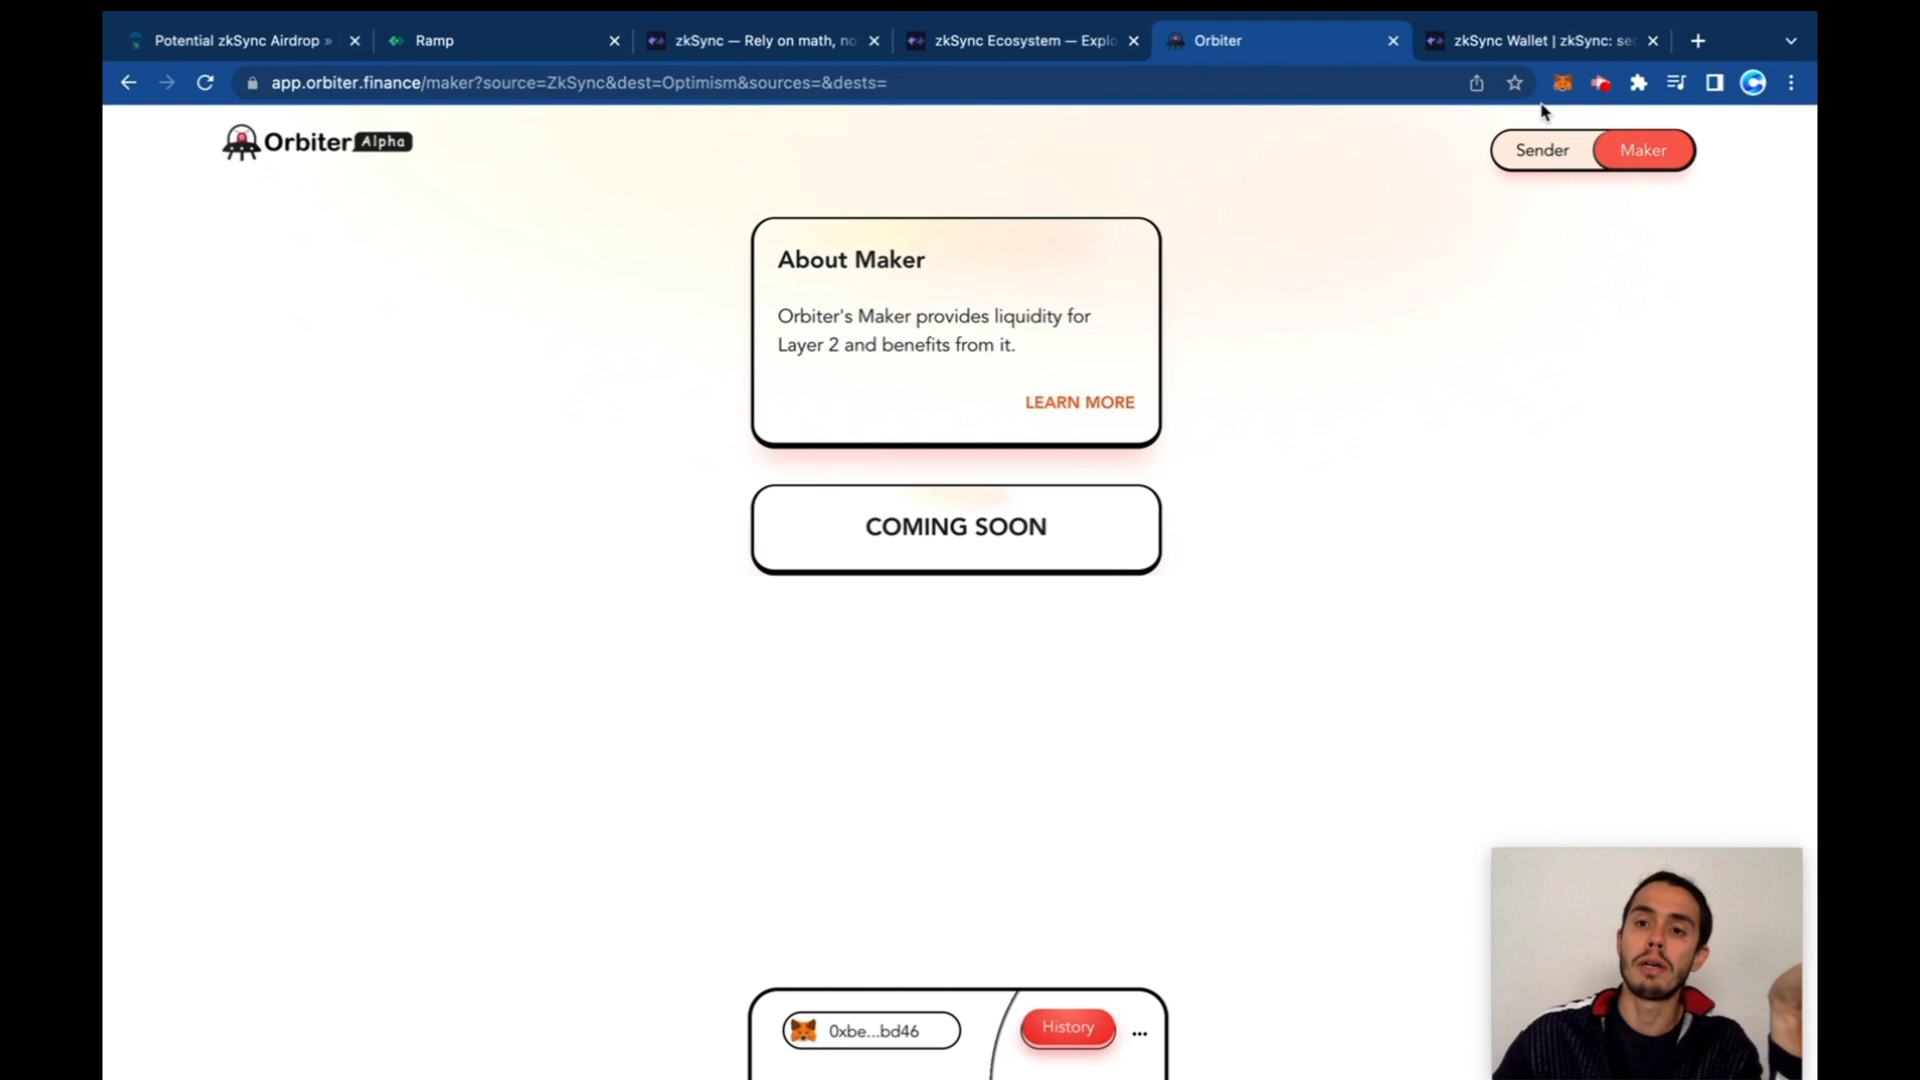 Potential zkSync Airdrop »
Ramp
zkSync — Rely on math, no
zkSync Ecosystem — Explo
Orbiter
zkSync Wallet | zkSync: sec
app.orbiter.finance/maker?source=ZkSync&dest=Optimism&sources=&dests=
Orbiter Alpha
Sender
Maker
About Maker
Orbiter's Maker provides liquidity for
Layer 2 and benefits from it.
LEARN MORE
COMING SOON
0xbe...bd46
History